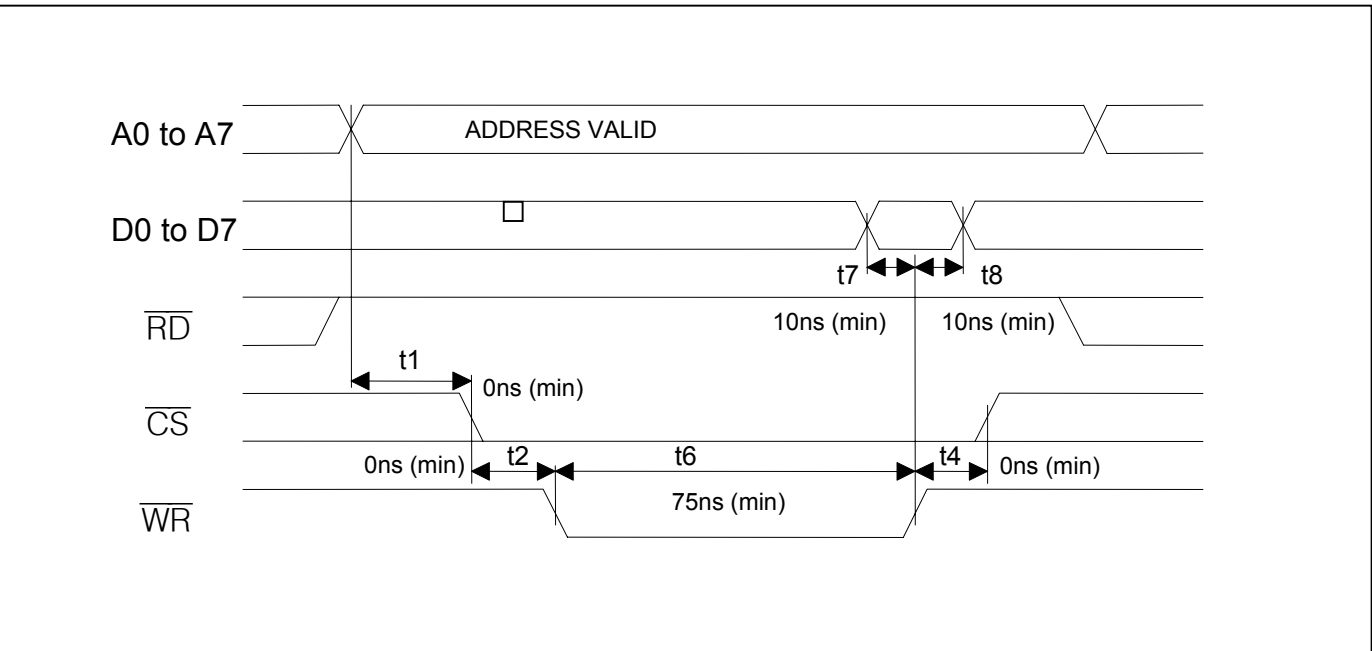 A0 to A7
ADDRESS VALID
D0 to D7
t7
t8
RD
10ns (min)
10ns (min)
t1
0ns (min)
CS
0ns (min)
t2
t6
t4
0ns (min)
75ns (min)
WR